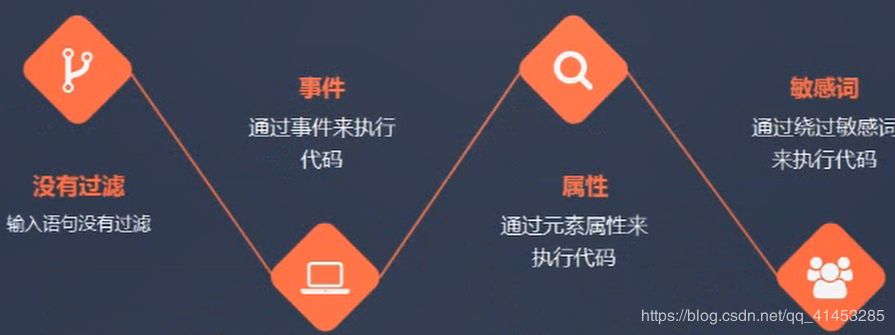 没有过滤
输入语句没有过滤
事件
通过事件来执行
代码
属性
通过元素属性来
执行代码
敏感词
通过绕过敏感词
来执行代码
https://blog.csdn.net/qq_41453285